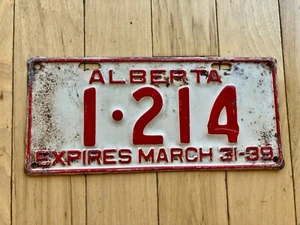 ALBERTA
1·214
EXPIRES MARCH 31-39